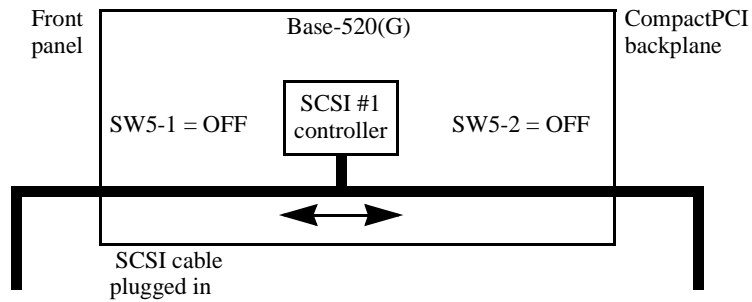 Front
panel
Base-520(G)
CompactPCI
backplane
SW5-1 = OFF
SCSI #1
controller
SW5-2 = OFF
SCSI cable
plugged in